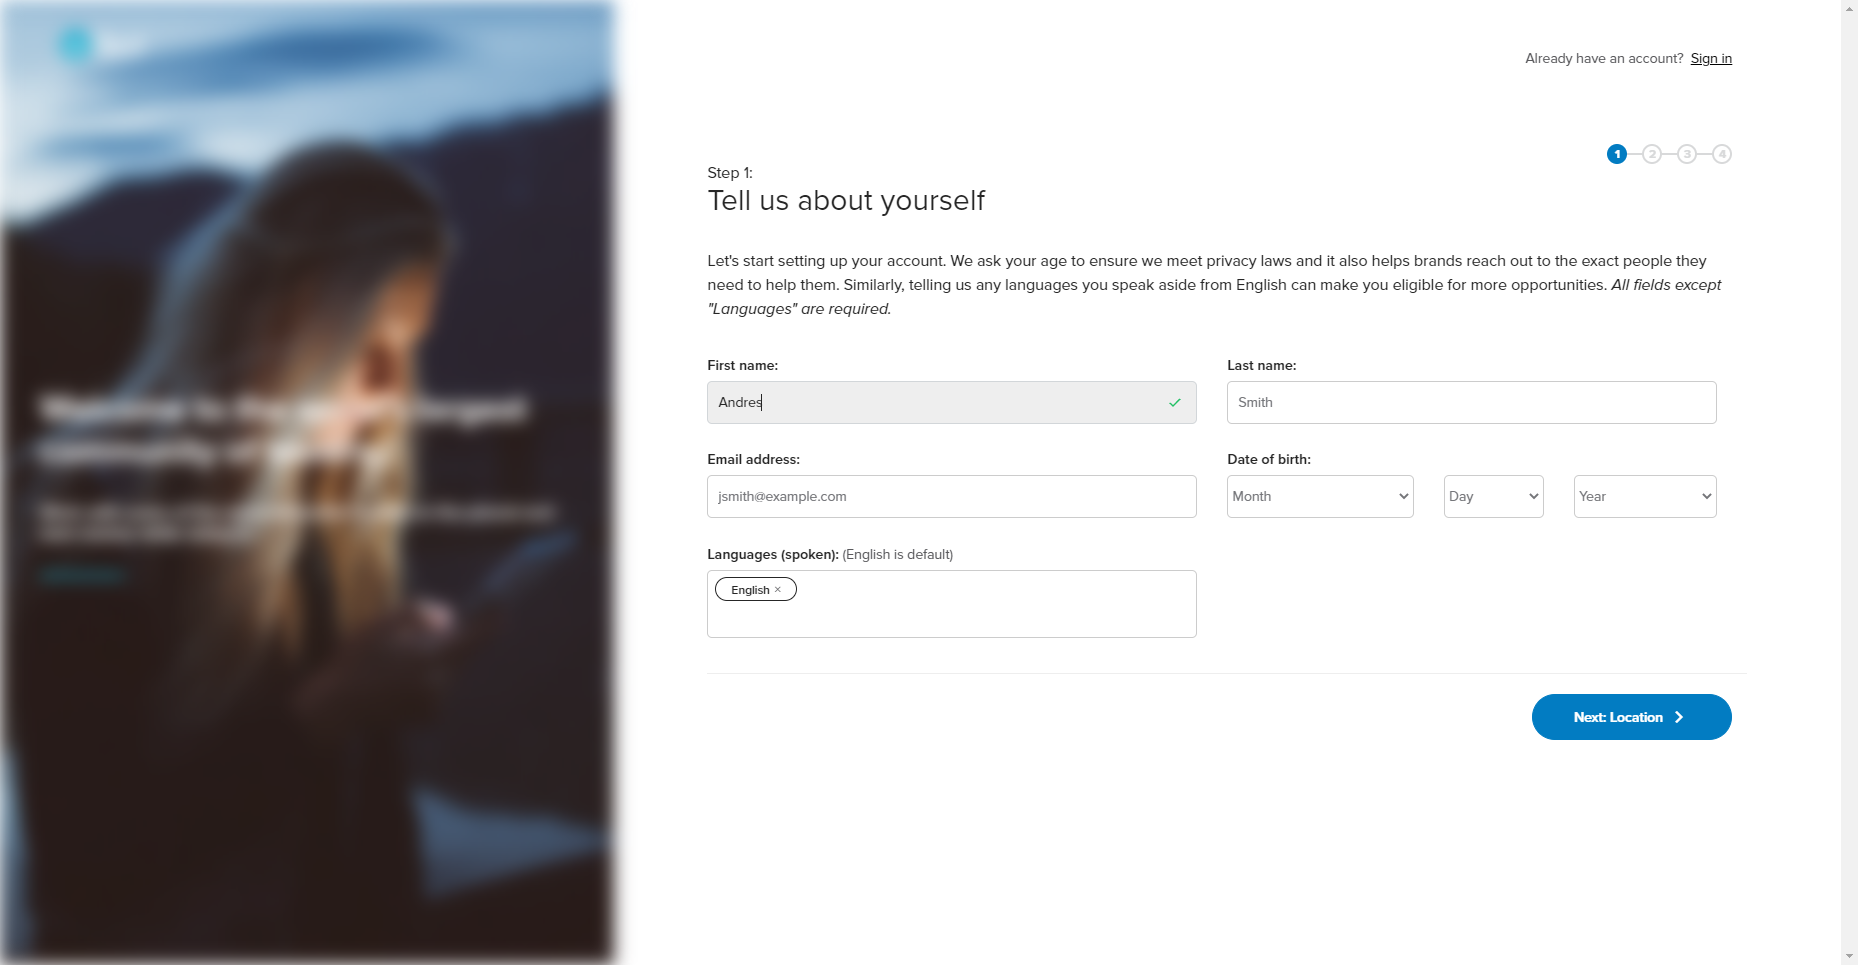 Already have an account? Sign in
1 2 3 4
Step 1:
Tell us about yourself
Let's start setting up your account. We ask your age to ensure we meet privacy laws and it also helps brands reach out to the exact people they
need to help them. Similarly, telling us any languages you speak aside from English can make you eligible for more opportunities. All fields except
"Languages" are required.
First name:
Last name:
Andres
Smith
Email address:
Date of birth:
jsmith@example.com
Month
Day
Year
Languages (spoken): (English is default)
English ×
Next: Location